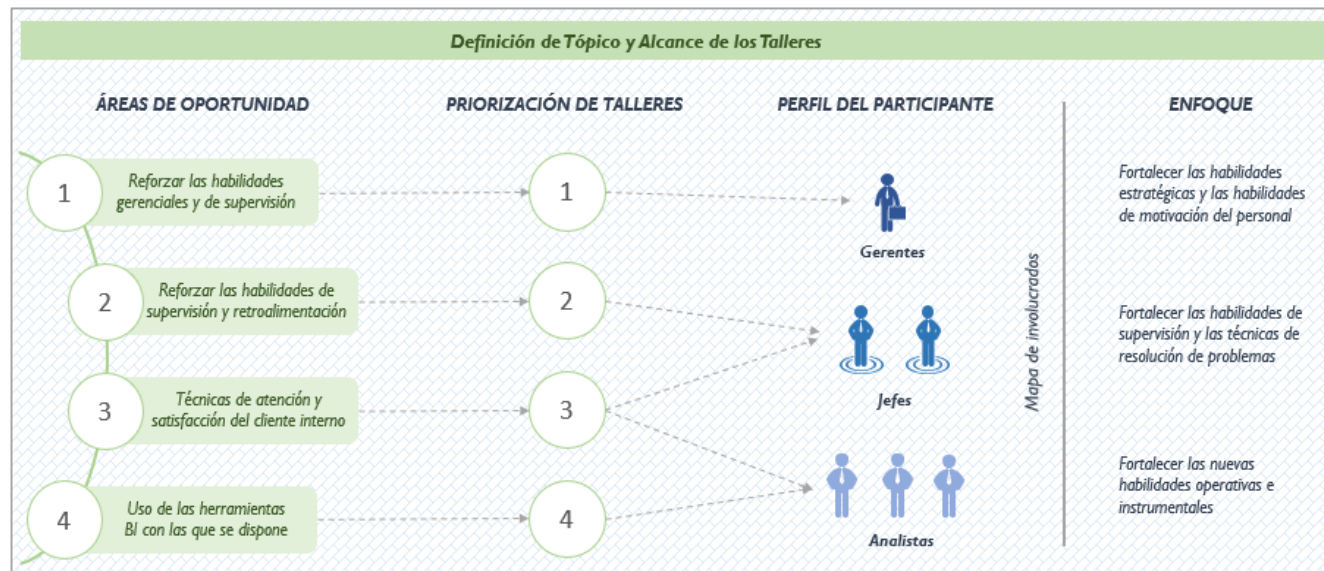 Definición de Tópico y Alcance de los Talleres
ÁREAS DE OPORTUNIDAD
PRIORIZACIÓN DE TALLERES
PERFIL DEL PARTICIPANTE
ENFOQUE
1
Reforzar las habilidades
gerenciales y de supervisión
1
Gerentes
Fortalecer las habilidades
estratégicas y las habilidades
de motivación del personal
2
Reforzar las habilidades de
supervisión y retroalimentación
2
Jefes
Fortalecer las habilidades de
supervisión y las técnicas de
resolución de problemas
3
Técnicas de atención y
satisfacción del cliente interno
3
4
Uso de las herramientas
BI con las que se dispone
4
Analistas
Fortalecer las nuevas
habilidades operativas e
instrumentales
Mapa de involucrados